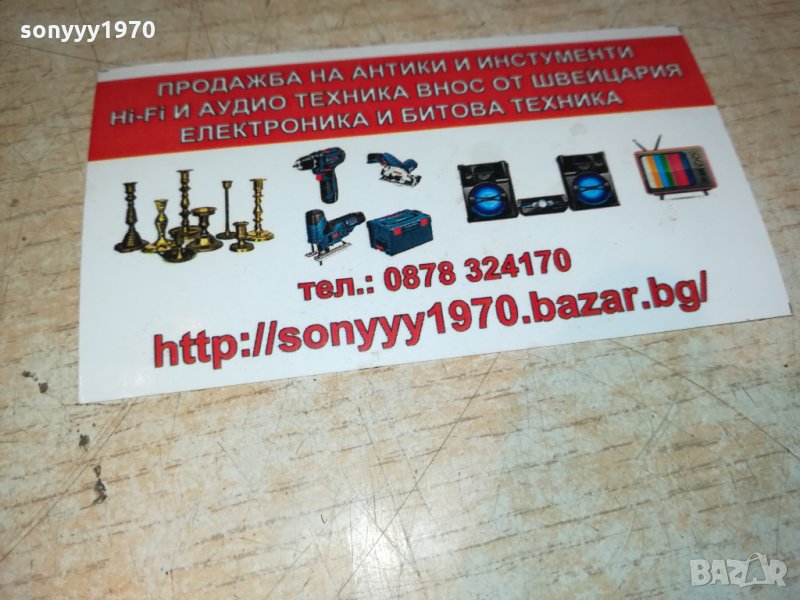 sonyyy1970
ПРОДАЖБА НА АНТИКИ И ИНСТУМЕНТИ
Hi-Fi И АУДИО ТЕХНИКА ВНОС ОТ ШВЕЙЦАРИЯ
ЕЛЕКТРОНИКА И БИТОВА ТЕХНИКА
тел.: 0878 324170
http://sonyyy1970.bazar.bg/
BAZAR